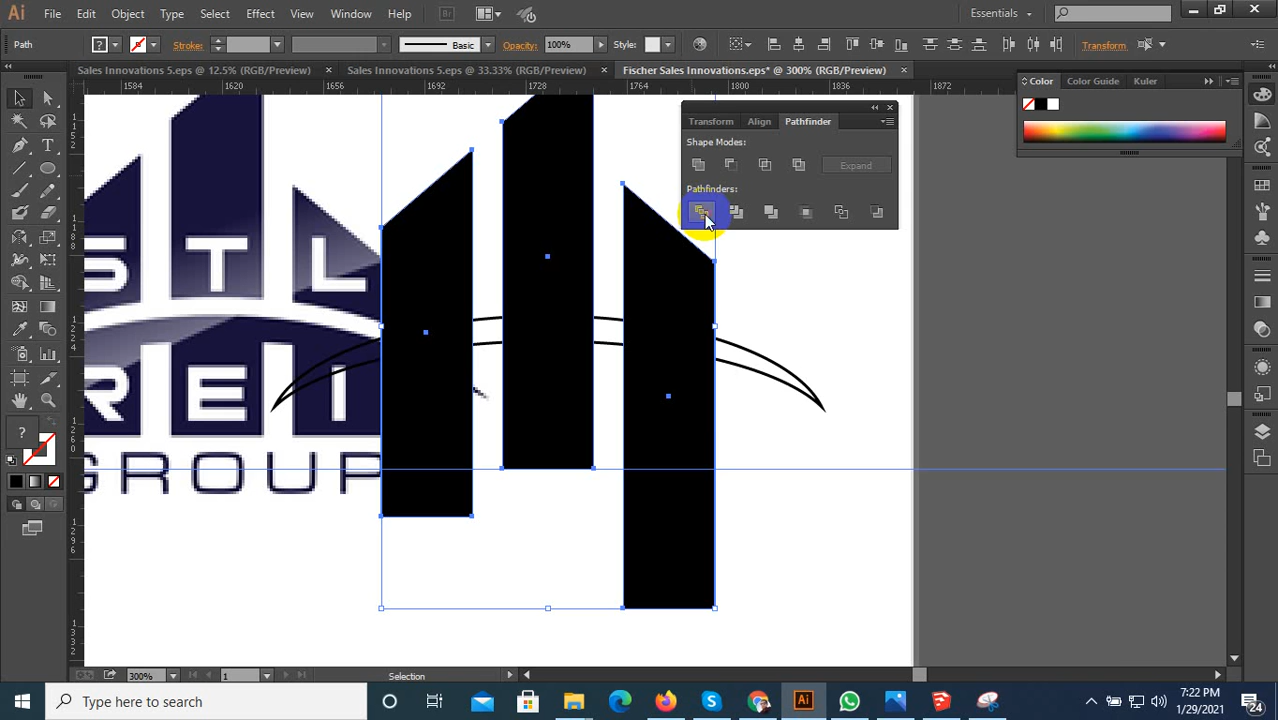 Ai File Edit Object Type Select Effect View Window Help Br Essentials
Path Stroke: Basic Opacity: 100% Style: Transform
Sales Innovations 5.eps @ 12.5% (RGB/Preview) × Sales Innovations 5.eps @ 33.33% (RGB/Preview) × Fischer Sales Innovations.eps* @ 300% (RGB/Preview) ×
1584 1620 1656 1692 1728 1764 1800 1836 1872
Color Color Guide Kuler
Transform Align Pathfinder
Shape Modes:
Expand
Pathfinders:
STL
REI
GROUP
300% 1 Selection
Type here to search
7:22 PM
1/29/2021
24